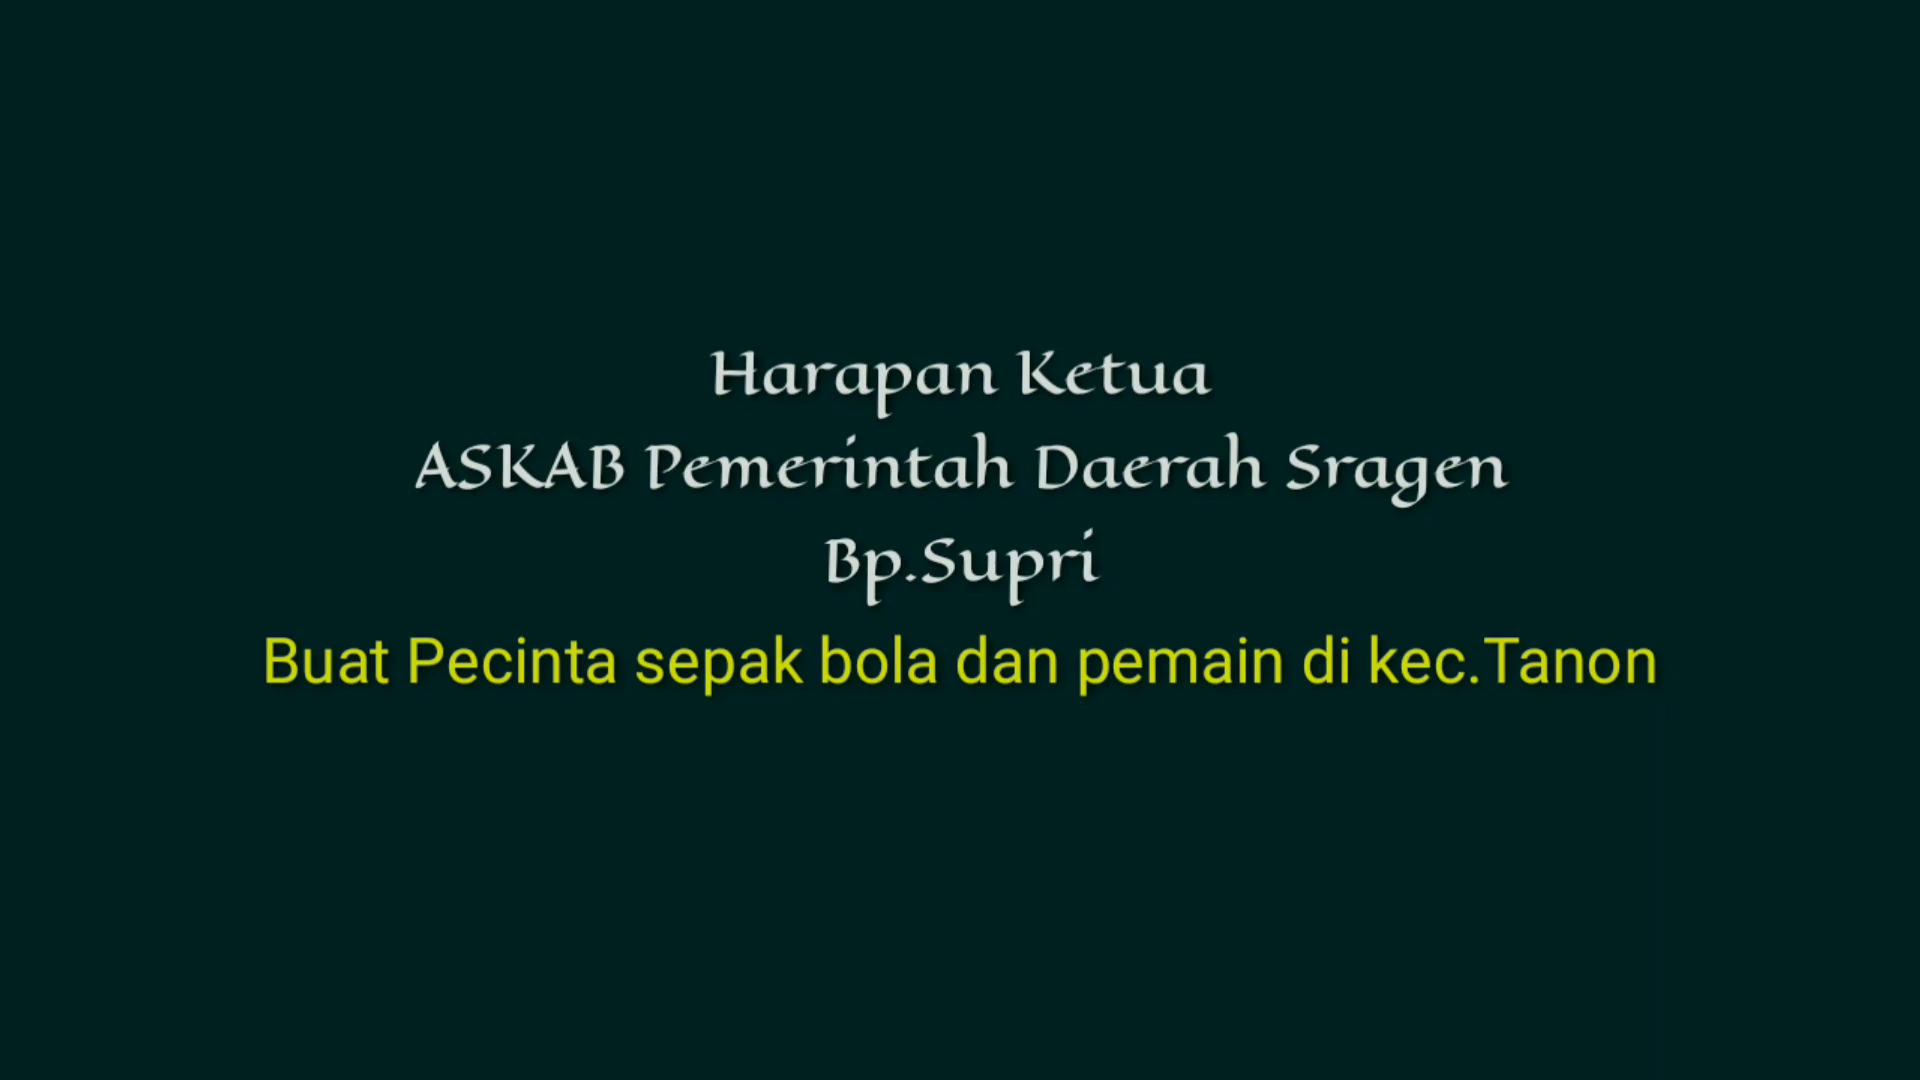 Harapan Ketua
ASKAB Pemerintah Daerah Sragen
Bp.Supri
Buat Pecinta sepak bola dan pemain di kec.Tanon